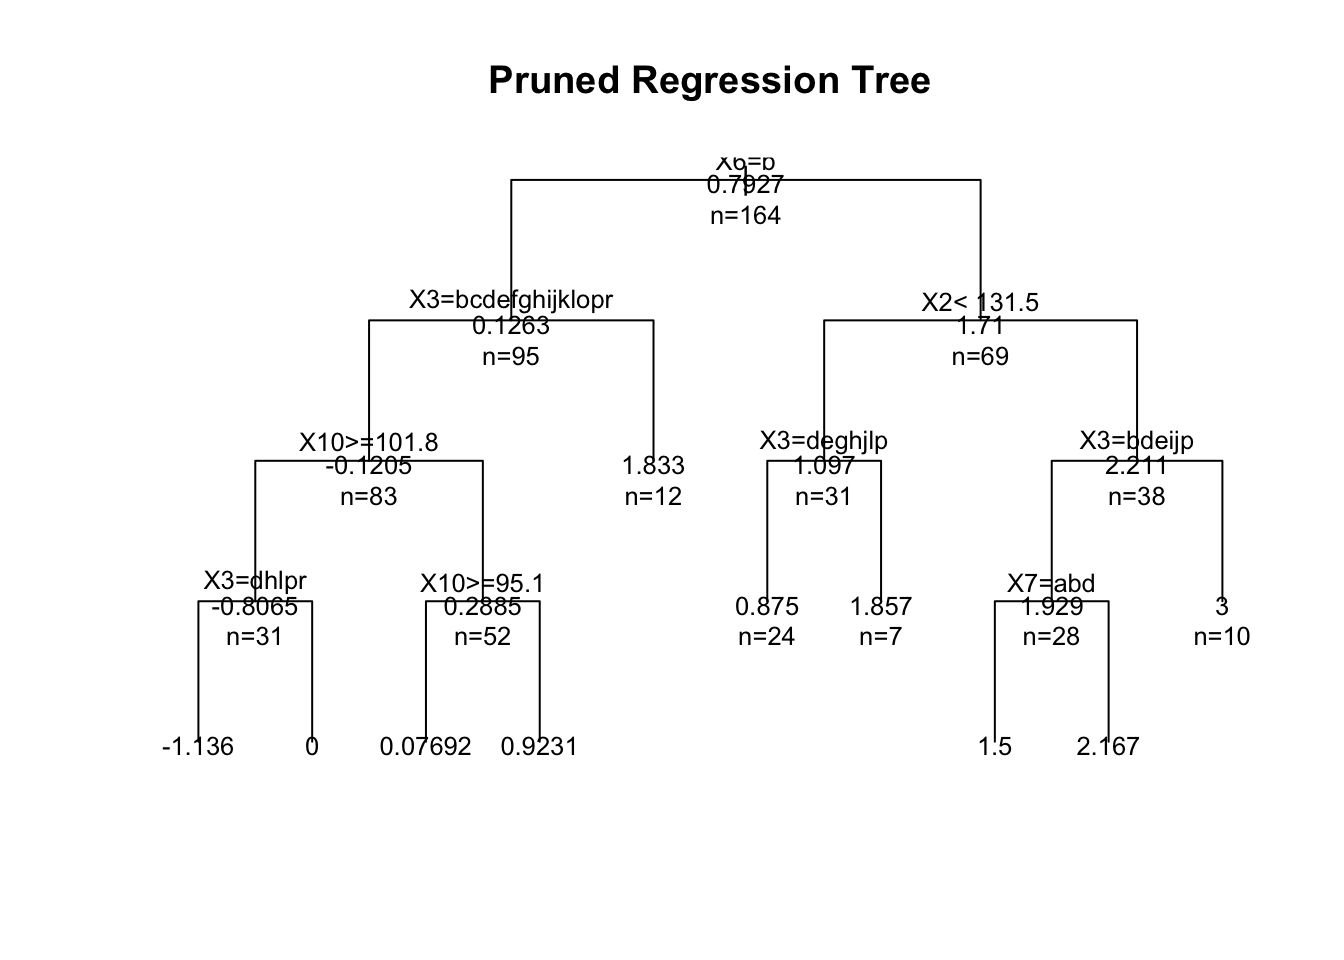 Pruned Regression Tree
X6=b
0.7927
n=164
X3=bcdefghijklopr
0.1263
n=95
X2< 131.5
1.71
n=69
X10>=101.8
-0.1205
n=83
1.833
n=12
X3=deghjlp
1.097
n=31
X3=bdeijp
2.211
n=38
X3=dhlpr
-0.8065
n=31
X10>=95.1
0.2885
n=52
0.875
n=24
1.857
n=7
X7=abd
1.929
n=28
3
n=10
-1.136
0
0.07692
0.9231
1.5
2.167